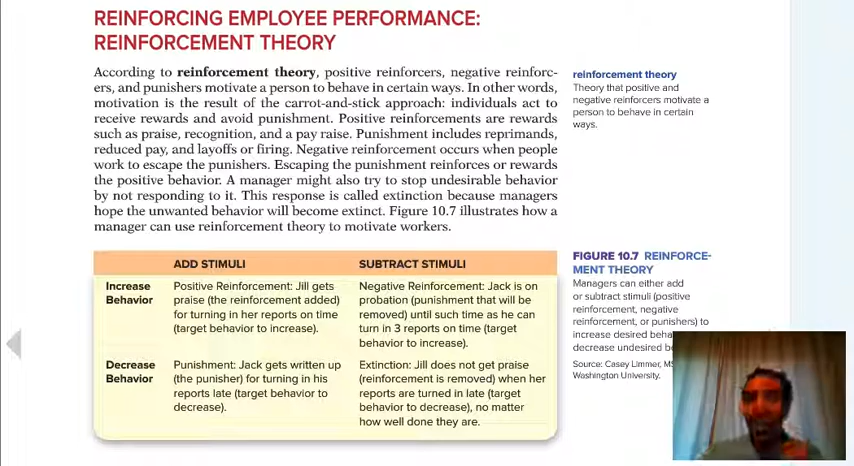 REINFORCING EMPLOYEE PERFORMANCE:
REINFORCEMENT THEORY
According to reinforcement theory, positive reinforcers, negative reinforc-
ers, and punishers motivate a person to behave in certain ways. In other words,
motivation is the result of the carrot-and-stick approach: individuals act to
receive rewards and avoid punishment. Positive reinforcements are rewards
such as praise, recognition, and a pay raise. Punishment includes reprimands,
reduced pay, and layoffs or firing. Negative reinforcement occurs when people
work to escape the punishers. Escaping the punishment reinforces or rewards
the positive behavior. A manager might also try to stop undesirable behavior
by not responding to it. This response is called extinction because managers
hope the unwanted behavior will become extinct. Figure 10.7 illustrates how a
manager can use reinforcement theory to motivate workers.
reinforcement theory
Theory that positive and
negative reinforcers motivate a
person to behave in certain
ways.
ADD STIMULI
SUBTRACT STIMULI
Increase
Behavior
Positive Reinforcement: Jill gets
praise (the reinforcement added)
for turning in her reports on time
(target behavior to increase).
Negative Reinforcement: Jack is on
probation (punishment that will be
removed) until such time as he can
turn in 3 reports on time (target
behavior to increase).
Decrease
Behavior
Punishment: Jack gets written up
(the punisher) for turning in his
reports late (target behavior to
decrease).
Extinction: Jill does not get praise
(reinforcement is removed) when her
reports are turned in late (target
behavior to decrease), no matter
how well done they are.
FIGURE 10.7 REINFORCE-
MENT THEORY
Managers can either add
or subtract stimuli (positive
reinforcement, negative
reinforcement, or punishers) to
increase desired
decrease undesired
Source: Casey Limmer,
Washington University.